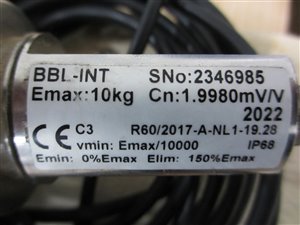 BBL-INT SNo:2346985
Emax:10kg Cn:1.9980mV/V
2022
CE C3 R60/2017-A-NL1-19.28
vmin: Emax/10000 IP68
Emin: 0%Emax Elim: 150%Emax